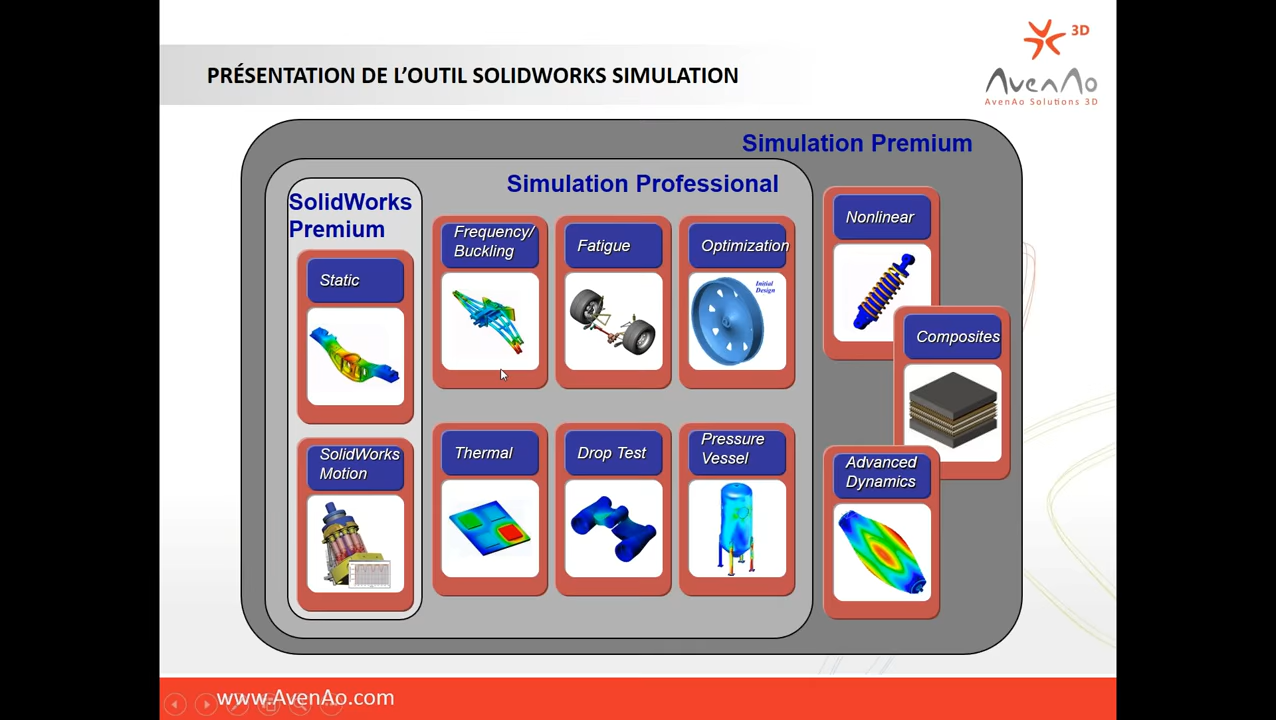 3D
AvenAo
AvenAo Solutions 3D
PRÉSENTATION DE L’OUTIL SOLIDWORKS SIMULATION
Simulation Premium
Simulation Professional
SolidWorks
Premium
Static
SolidWorks
Motion
Frequency/
Buckling
Fatigue
Optimization
Initial
Design
Thermal
Drop Test
Pressure
Vessel
Nonlinear
Composites
Advanced
Dynamics
www.AvenAo.com